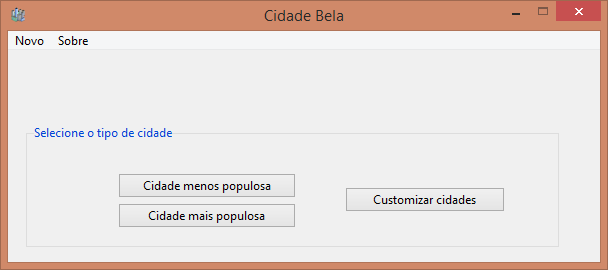 Cidade Bela
Novo Sobre
Selecione o tipo de cidade
Cidade menos populosa
Customizar cidades
Cidade mais populosa